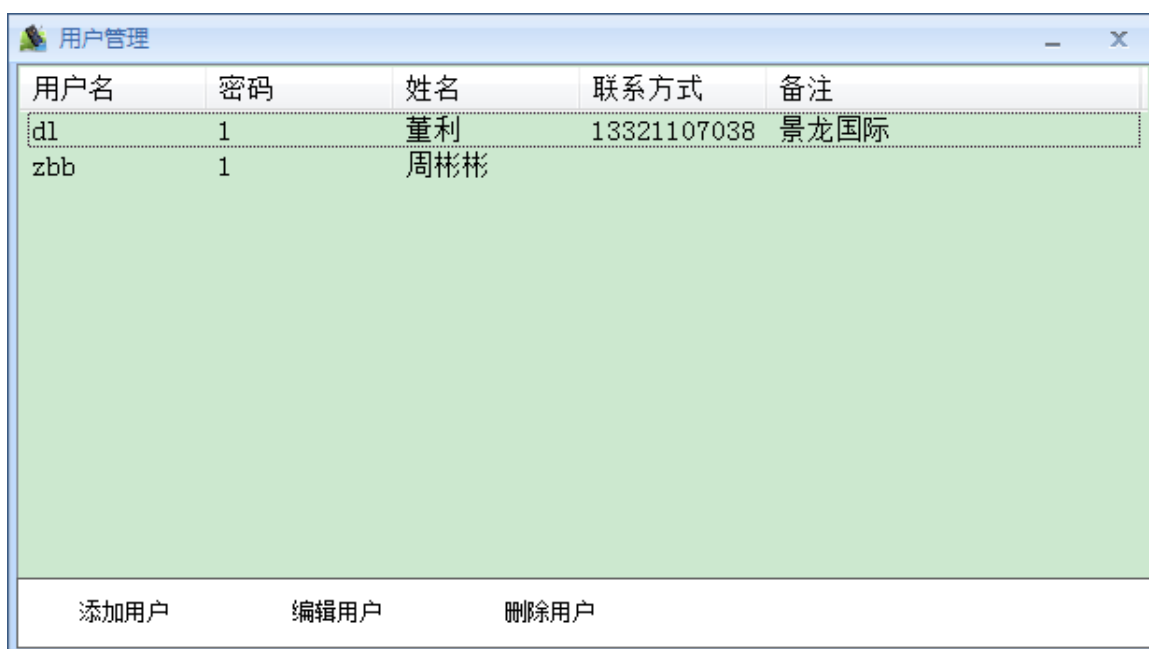 用户管理
用户名 密码 姓名 联系方式 备注
dl 1 董利 13321107038 景龙国际
zbb 1 周彬彬
添加用户 编辑用户 删除用户